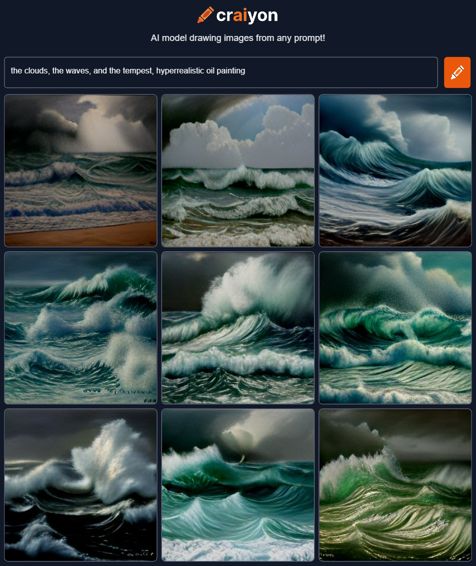 craiyon
AI model drawing images from any prompt!
the clouds, the waves, and the tempest, hyperrealistic oil painting